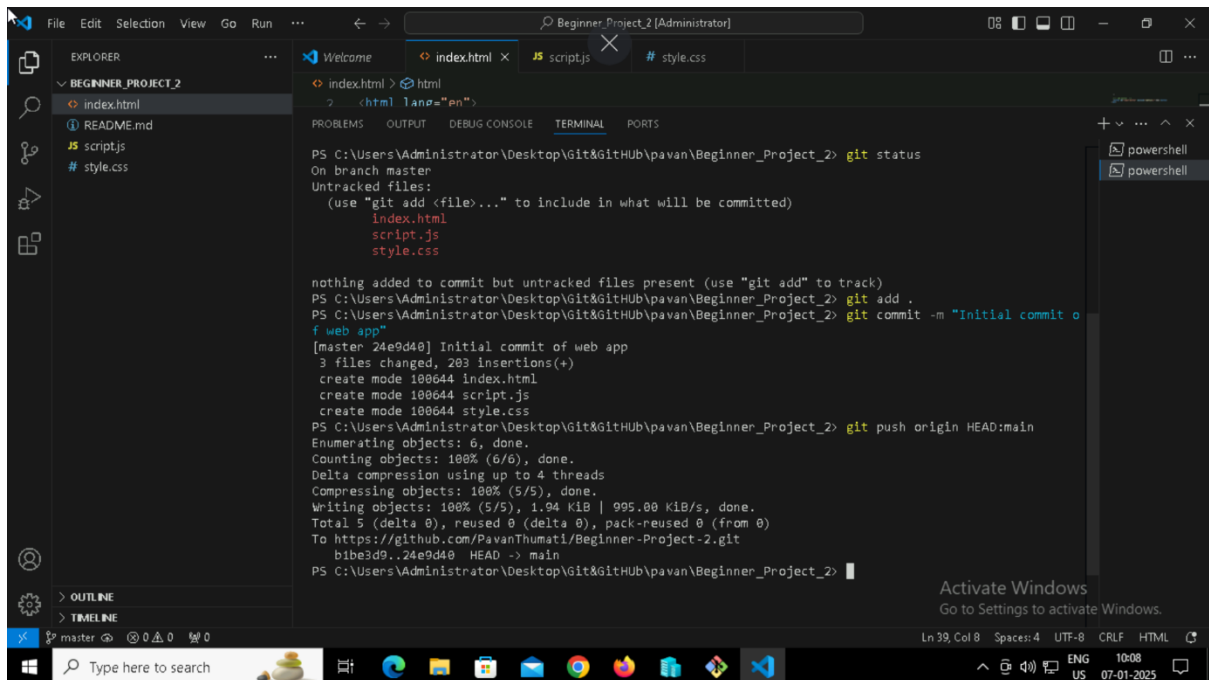 File Edit Selection View Go Run ··· Beginner_Project_2 [Administrator]
EXPLORER ···
BEGINNER_PROJECT_2
index.html
README.md
JS script.js
# style.css
OUTLINE
TIMELINE
Welcome index.html JS script.js # style.css ···
index.html > html
2 <html lang="en">
PROBLEMS OUTPUT DEBUG CONSOLE TERMINAL PORTS
PS C:\Users\Administrator\Desktop\Git&GitHUb\pavan\Beginner_Project_2> git status
On branch master
Untracked files:
(use "git add <file>..." to include in what will be committed)
index.html
script.js
style.css
nothing added to commit but untracked files present (use "git add" to track)
PS C:\Users\Administrator\Desktop\Git&GitHUb\pavan\Beginner_Project_2> git add .
PS C:\Users\Administrator\Desktop\Git&GitHUb\pavan\Beginner_Project_2> git commit -m "Initial commit o
f web app"
[master 24e9d40] Initial commit of web app
3 files changed, 203 insertions(+)
create mode 100644 index.html
create mode 100644 script.js
create mode 100644 style.css
PS C:\Users\Administrator\Desktop\Git&GitHUb\pavan\Beginner_Project_2> git push origin HEAD:main
Enumerating objects: 6, done.
Counting objects: 100% (6/6), done.
Delta compression using up to 4 threads
Compressing objects: 100% (5/5), done.
Writing objects: 100% (5/5), 1.94 KiB | 995.00 KiB/s, done.
Total 5 (delta 0), reused 0 (delta 0), pack-reused 0 (from 0)
To https://github.com/PavanThumati/Beginner-Project-2.git
b1be3d9..24e9d40 HEAD -> main
PS C:\Users\Administrator\Desktop\Git&GitHUb\pavan\Beginner_Project_2>
powershell
powershell
Activate Windows
Go to Settings to activate Windows.
master 0 0 0 Ln 39, Col 8 Spaces: 4 UTF-8 CRLF HTML
Type here to search
ENG
US
10:08
07-01-2025